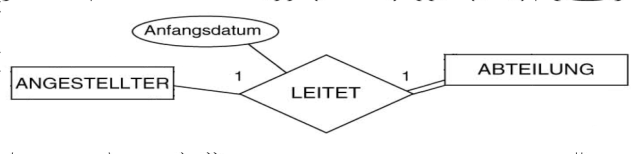 Anfangsdatum
1
1
ABTEILUNG
ANGESTELLTER
LEITET